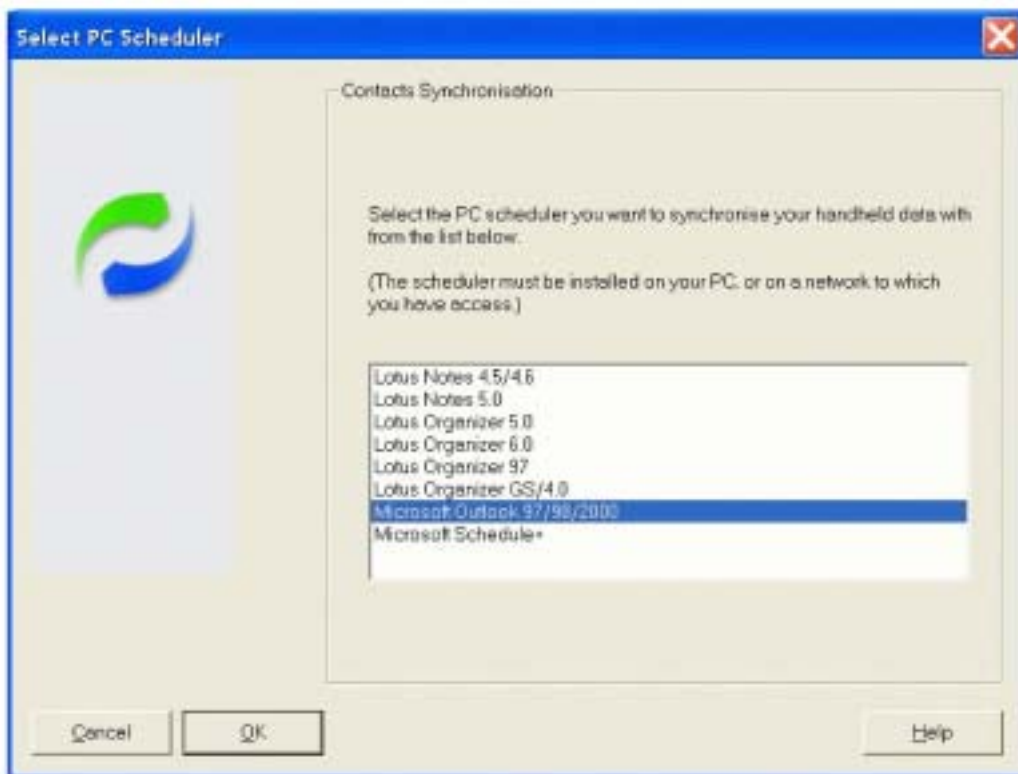 Select PC Scheduler
Contacts Synchronisation
Select the PC scheduler you want to synchronise your handheld data with
from the list below.
(The scheduler must be installed on your PC, or on a network to which
you have access.)
Lotus Notes 4.5/4.6
Lotus Notes 5.0
Lotus Organizer 5.0
Lotus Organizer 6.0
Lotus Organizer 97
Lotus Organizer GS/4.0
Microsoft Outlook 97/98/2000
Microsoft Schedule+
Cancel
OK
Help